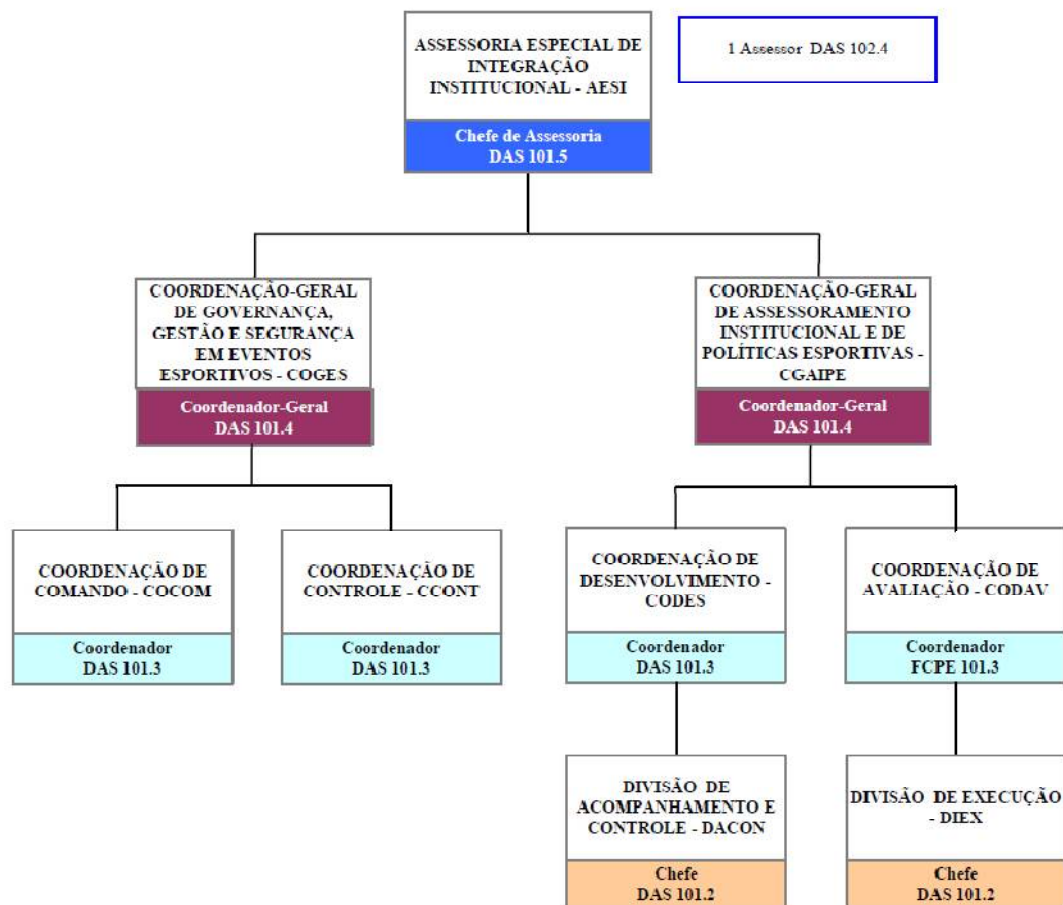 ASSESSORIA ESPECIAL DE
INTEGRAÇÃO
INSTITUCIONAL - AESI
Chefe de Assessoria
DAS 101.5
1 Assessor DAS 102.4
COORDENAÇÃO-GERAL
DE GOVERNANÇA,
GESTÃO E SEGURANÇA
EM EVENTOS
ESPORTIVOS - COGES
Coordenador-Geral
DAS 101.4
COORDENAÇÃO-GERAL
DE ASSESSORAMENTO
INSTITUCIONAL E DE
POLÍTICAS ESPORTIVAS -
CGAIPE
Coordenador-Geral
DAS 101.4
COORDENAÇÃO DE
COMANDO - COCOM
Coordenador
DAS 101.3
COORDENAÇÃO DE
CONTROLE - CCONT
Coordenador
DAS 101.3
COORDENAÇÃO DE
DESENVOLVIMENTO -
CODES
Coordenador
DAS 101.3
COORDENAÇÃO DE
AVALIAÇÃO - CODAV
Coordenador
FCPE 101.3
DIVISÃO DE
ACOMPANHAMENTO E
CONTROLE - DACON
Chefe
DAS 101.2
DIVISÃO DE EXECUÇÃO
- DIEX
Chefe
DAS 101.2